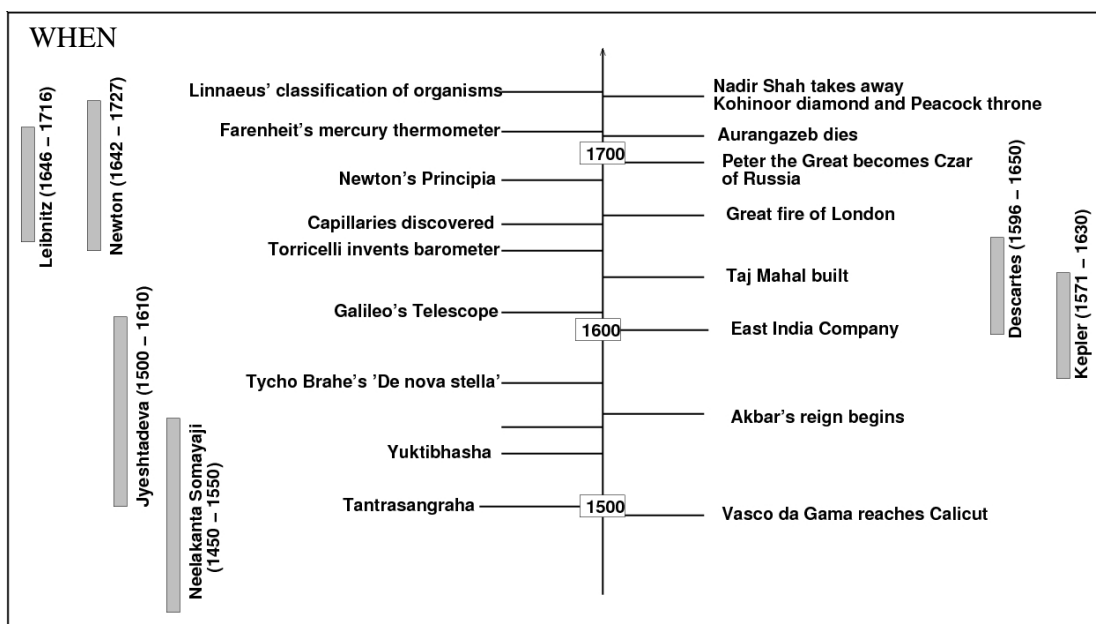 WHEN
Leibnitz (1646 – 1716)
Newton (1642 – 1727)
Jyeshtadeva (1500 – 1610)
Neelakanta Somayaji
(1450 – 1550)
Linnaeus' classification of organisms
Farenheit's mercury thermometer
Newton's Principia
Capillaries discovered
Torricelli invents barometer
Galileo's Telescope
Tycho Brahe's 'De nova stella'
Yuktibhasha
Tantrasangraha
1700
1600
1500
Nadir Shah takes away
Kohinoor diamond and Peacock throne
Aurangazeb dies
Peter the Great becomes Czar
of Russia
Great fire of London
Taj Mahal built
East India Company
Akbar's reign begins
Vasco da Gama reaches Calicut
Descartes (1596 – 1650)
Kepler (1571 – 1630)